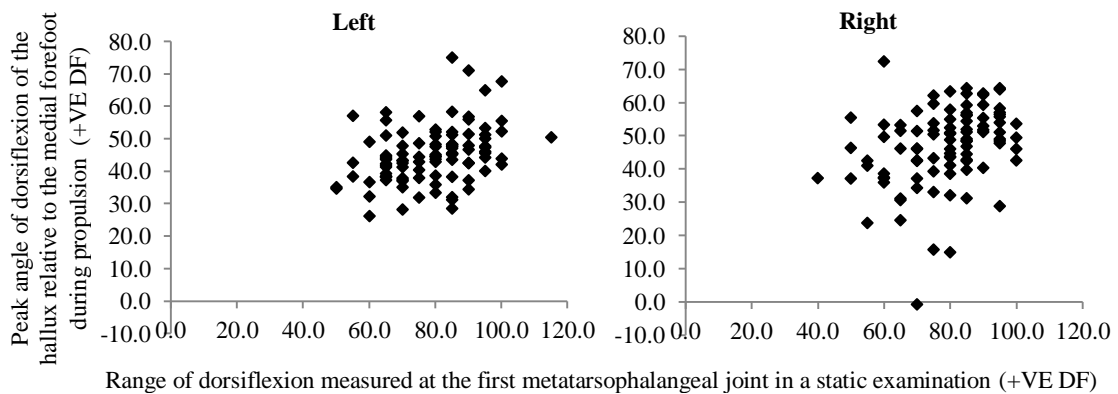 Left
Right
Peak angle of dorsiflexion of the
hallux relative to the medial forefoot
during propulsion (+VE DF)
80.0
70.0
60.0
50.0
40.0
30.0
20.0
10.0
0.0
-10.0
0.0 20.0 40.0 60.0 80.0 100.0 120.0
80.0
70.0
60.0
50.0
40.0
30.0
20.0
10.0
0.0
-10.0
0.0 20.0 40.0 60.0 80.0 100.0 120.0
Range of dorsiflexion measured at the first metatarsophalangeal joint in a static examination (+VE DF)